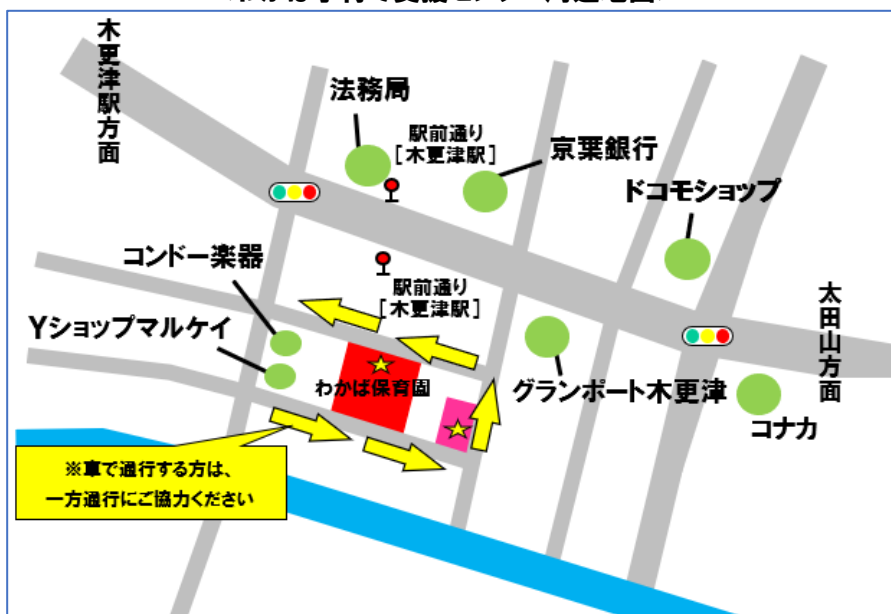 木更津駅方面
法務局
駅前通り
[木更津駅]
京葉銀行
ドコモショップ
コンドー楽器
駅前通り
[木更津駅]
Yショップマルケイ
太田山方面
わかば保育園
グランポート木更津
コナカ
※車で通行する方は、
一方通行にご協力ください